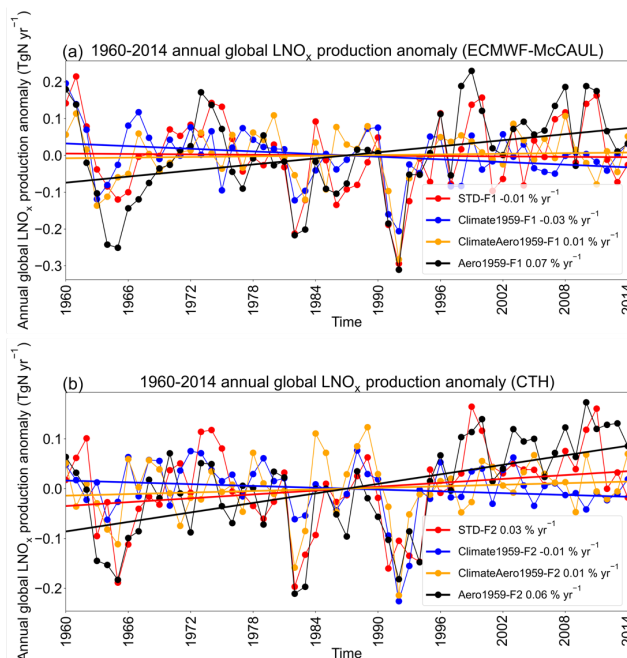 (a) 1960-2014 annual global LNOₓ production anomaly (ECMWF-McCAUL)
Annual global LNOₓ production anomaly (TgN yr⁻¹)
0.2
0.1
0.0
−0.1
−0.2
−0.3
STD-F1 -0.01 % yr⁻¹
Climate1959-F1 -0.03 % yr⁻¹
ClimateAero1959-F1 0.01 % yr⁻¹
Aero1959-F1 0.07 % yr⁻¹
1960 1966 1972 1978 1984 1990 1996 2002 2008 2014
Time
(b) 1960-2014 annual global LNOₓ production anomaly (CTH)
Annual global LNOₓ production anomaly (TgN yr⁻¹)
0.1
0.0
−0.1
−0.2
STD-F2 0.03 % yr⁻¹
Climate1959-F2 -0.01 % yr⁻¹
ClimateAero1959-F2 0.01 % yr⁻¹
Aero1959-F2 0.06 % yr⁻¹
1960 1966 1972 1978 1984 1990 1996 2002 2008 2014
Time